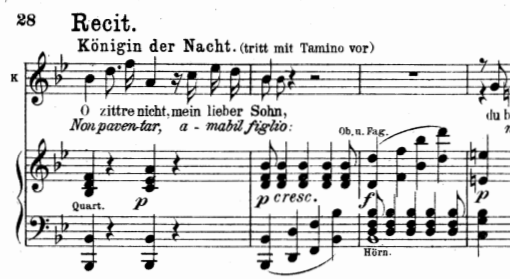 28 Recit.
Königin der Nacht. (tritt mit Tamino vor)
K
O zittre nicht, mein lieber Sohn,
du b
Non paven-tar, a-mabil figlio:
Ob. u. Fag.
Quart.
p
p cresc.
f
p
Hörn.